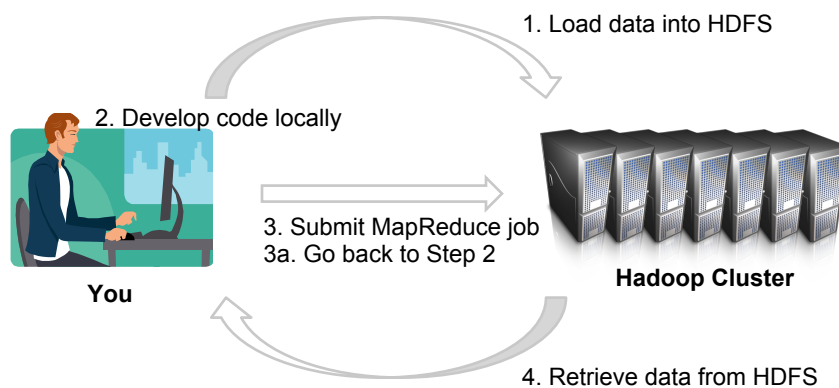 1. Load data into HDFS
2. Develop code locally
3. Submit MapReduce job
3a. Go back to Step 2
You
Hadoop Cluster
4. Retrieve data from HDFS